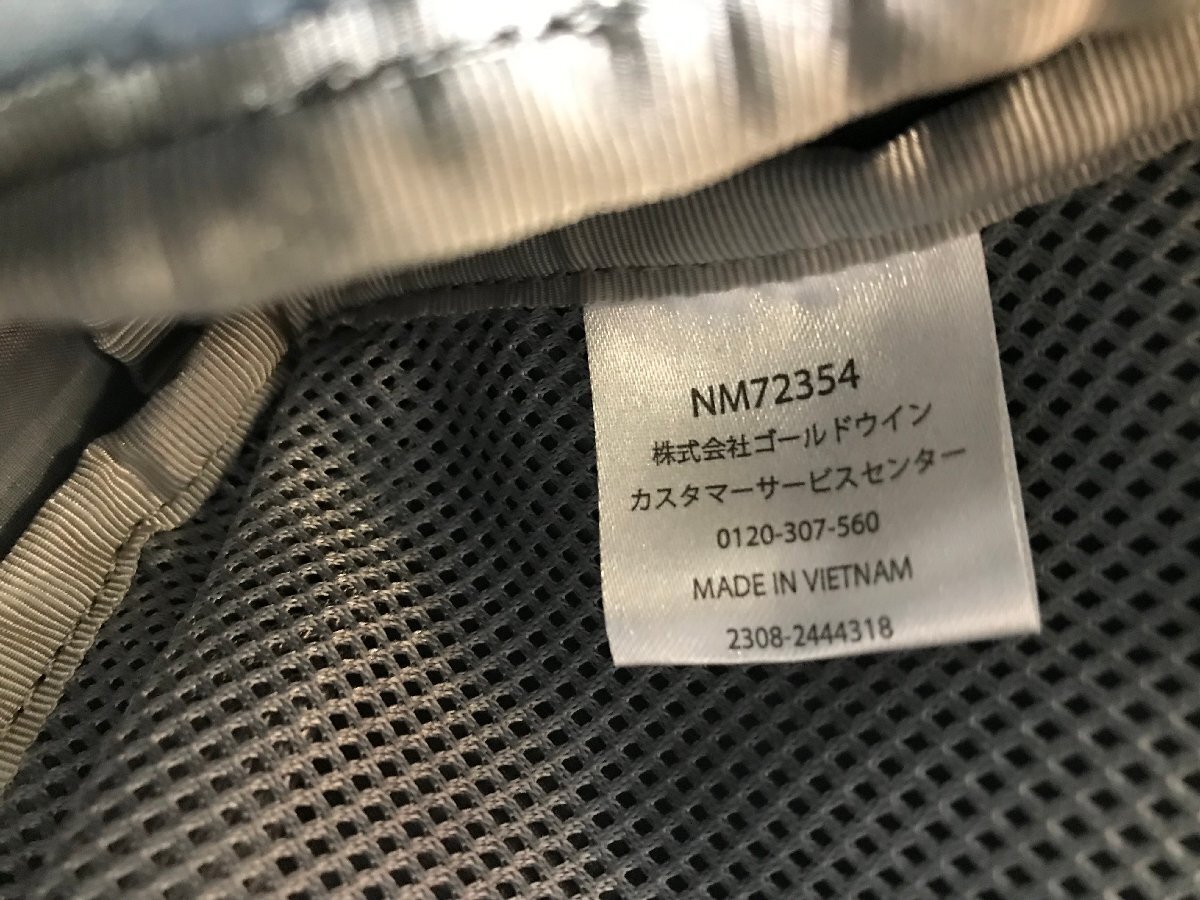 NM72354
株式会社ゴールドウイン
カスタマーサービスセンター
0120-307-560
MADE IN VIETNAM
2308-2444318